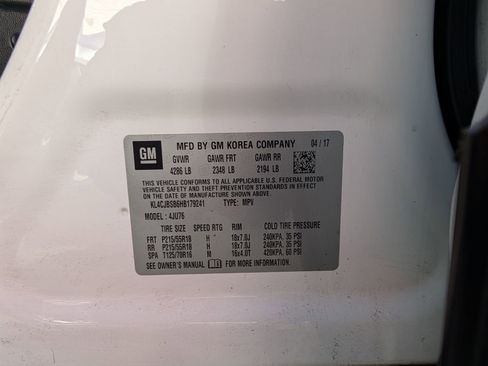 GM MFD BY GM KOREA COMPANY 04 / 17
GVWR GAWR FRT GAWR RR
4286 LB 2348 LB 2194 LB
THIS VEHICLE CONFORMS TO ALL APPLICABLE U.S. FEDERAL MOTOR
VEHICLE SAFETY AND THEFT PREVENTION STANDARDS IN EFFECT ON
THE DATE OF MANUFACTURE SHOWN ABOVE.
KL4CJBSB6HB179241 TYPE: MPV
MODEL : 4JU76
TIRE SIZE SPEED RTG RIM COLD TIRE PRESSURE
FRT P215/55R18 H 18x7.0J 240KPA, 35 PSI
RR P215/55R18 H 18x7.0J 240KPA, 35 PSI
SPA T125/70R16 M 16x4.0T 420KPA, 60 PSI
SEE OWNER'S MANUAL FOR MORE INFORMATION.